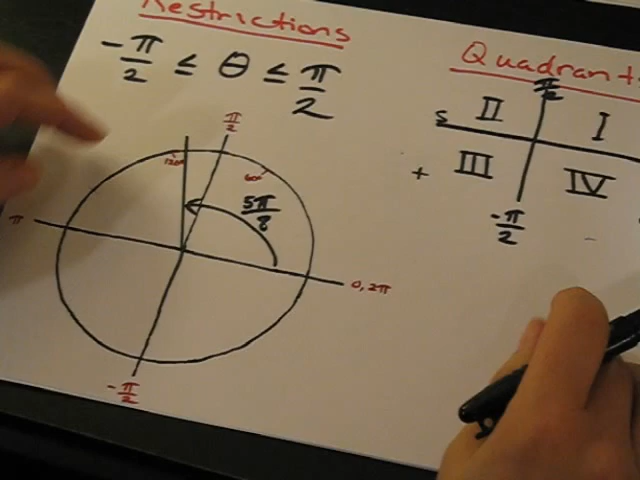 Restrictions
-π/2 ≤ θ ≤ π/2
π/2
120°
60°
5π/8
π
0, 2π
-π/2
Quadrant
π/2
S
II
I
+
III
IV
-π/2
-